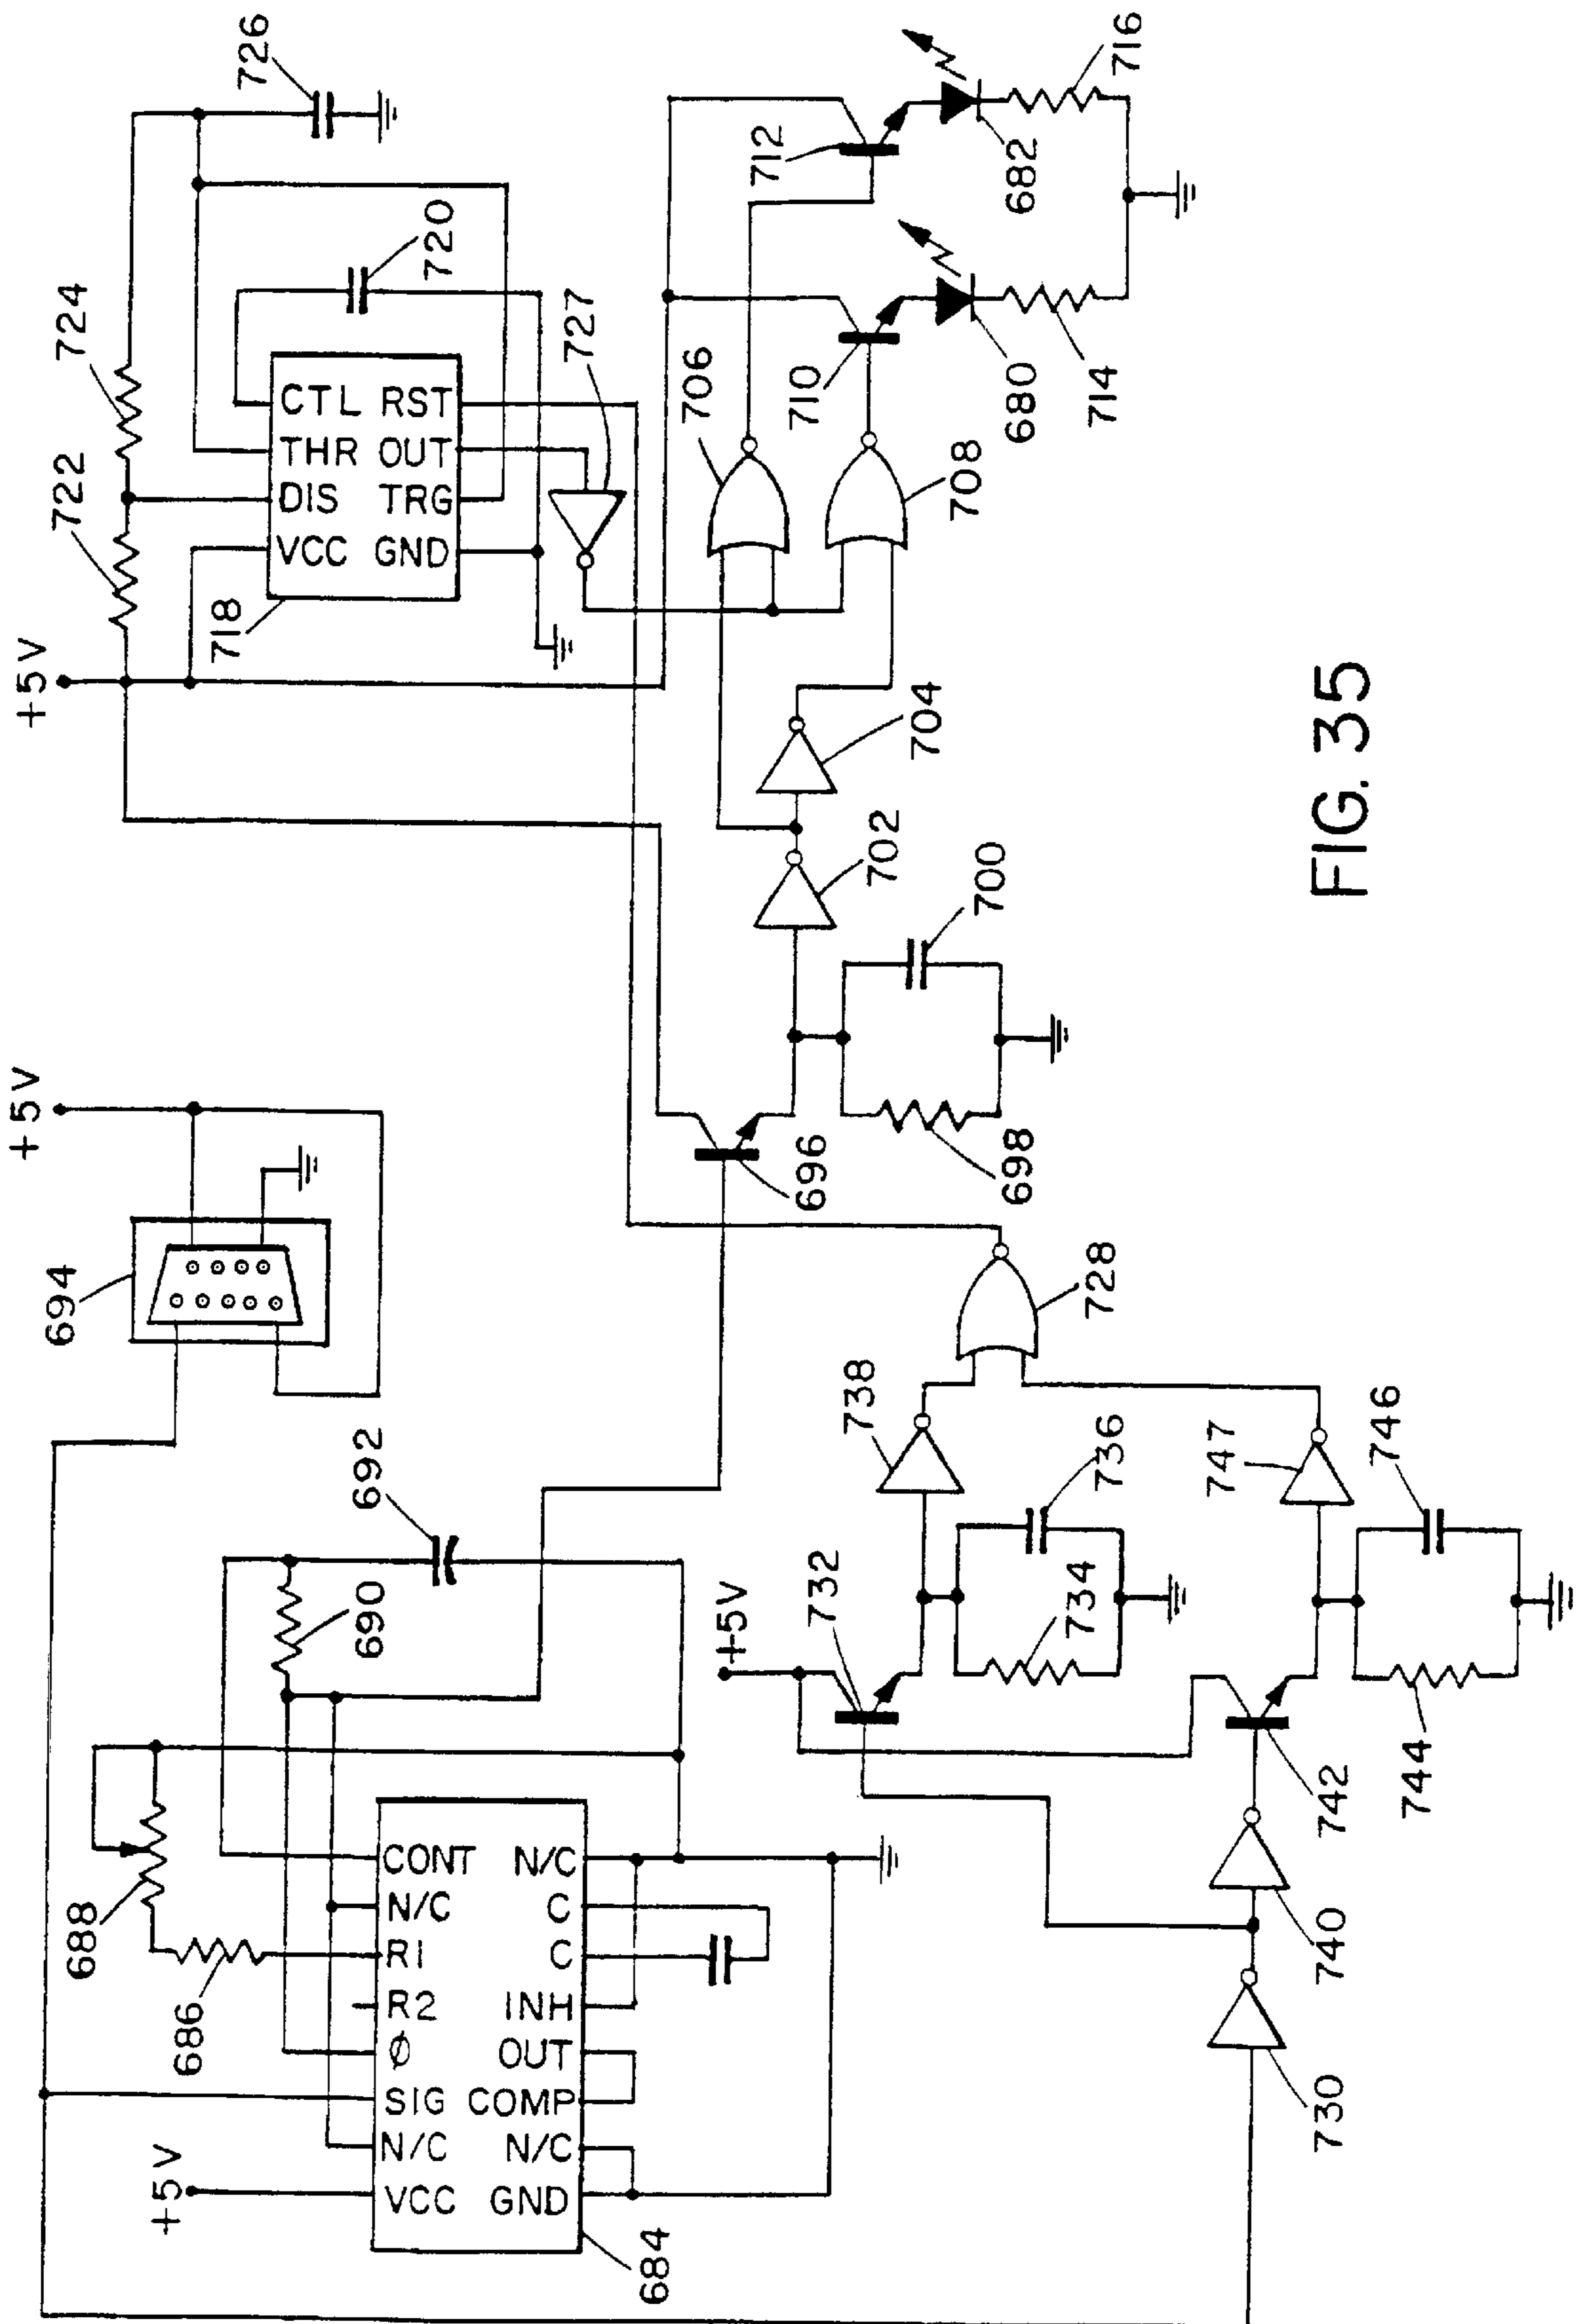 +5V
722
724
726
VCC
DIS
THR
CTL
GND
TRG
OUT
RST
718
720
727
706
712
710
708
680
682
714
716
704
702
700
+5V
694
696
698
692
690
688
686
+5V
VCC
N/C
SIG
ϕ
R2
R1
N/C
CONT
GND
N/C
COMP
OUT
INH
C
C
N/C
684
+5V
732
734
736
738
728
730
740
742
744
746
747
FIG. 35